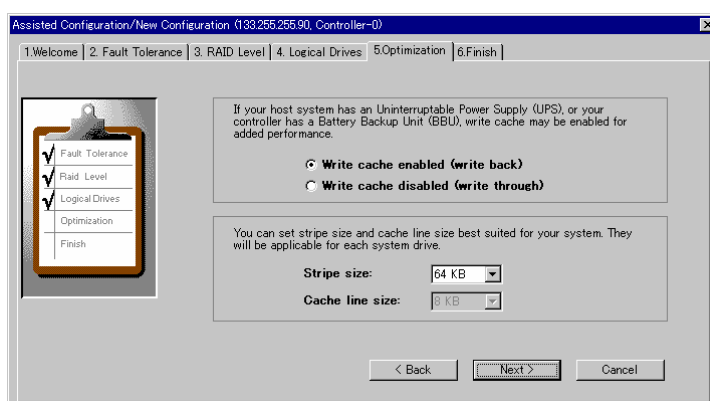 Assisted Configuration/New Configuration (133.255.255.90, Controller-0)
1.Welcome 2. Fault Tolerance 3. RAID Level 4. Logical Drives 5.Optimization 6.Finish
Fault Tolerance
Raid Level
Logical Drives
Optimization
Finish
If your host system has an Uninterruptable Power Supply (UPS), or your
controller has a Battery Backup Unit (BBU), write cache may be enabled for
added performance.
Write cache enabled (write back)
Write cache disabled (write through)
You can set stripe size and cache line size best suited for your system. They
will be applicable for each system drive.
Stripe size: 64 KB
Cache line size: 8 KB
< Back Next > Cancel